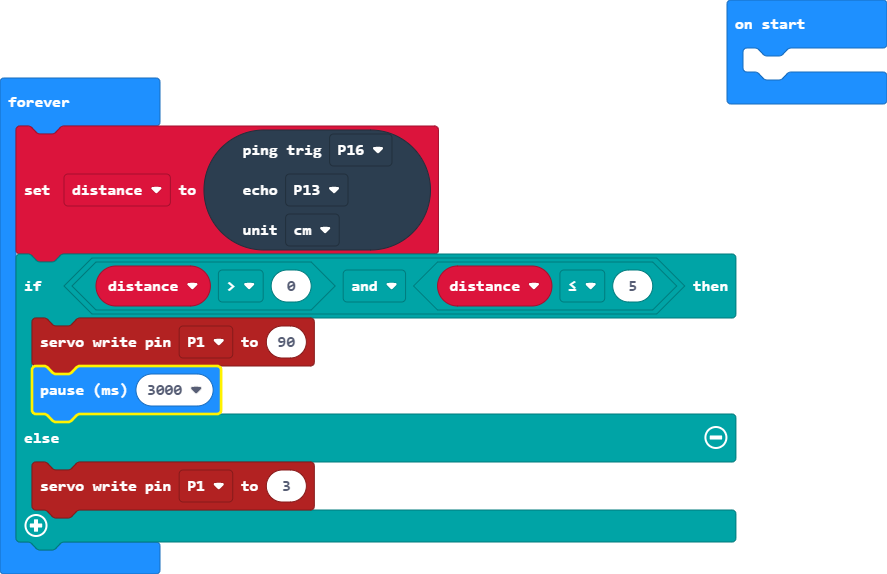 on start
forever
set distance to ping trig P16
echo P13
unit cm
if distance > 0 and distance ≤ 5 then
servo write pin P1 to 90
pause (ms) 3000
else
servo write pin P1 to 3